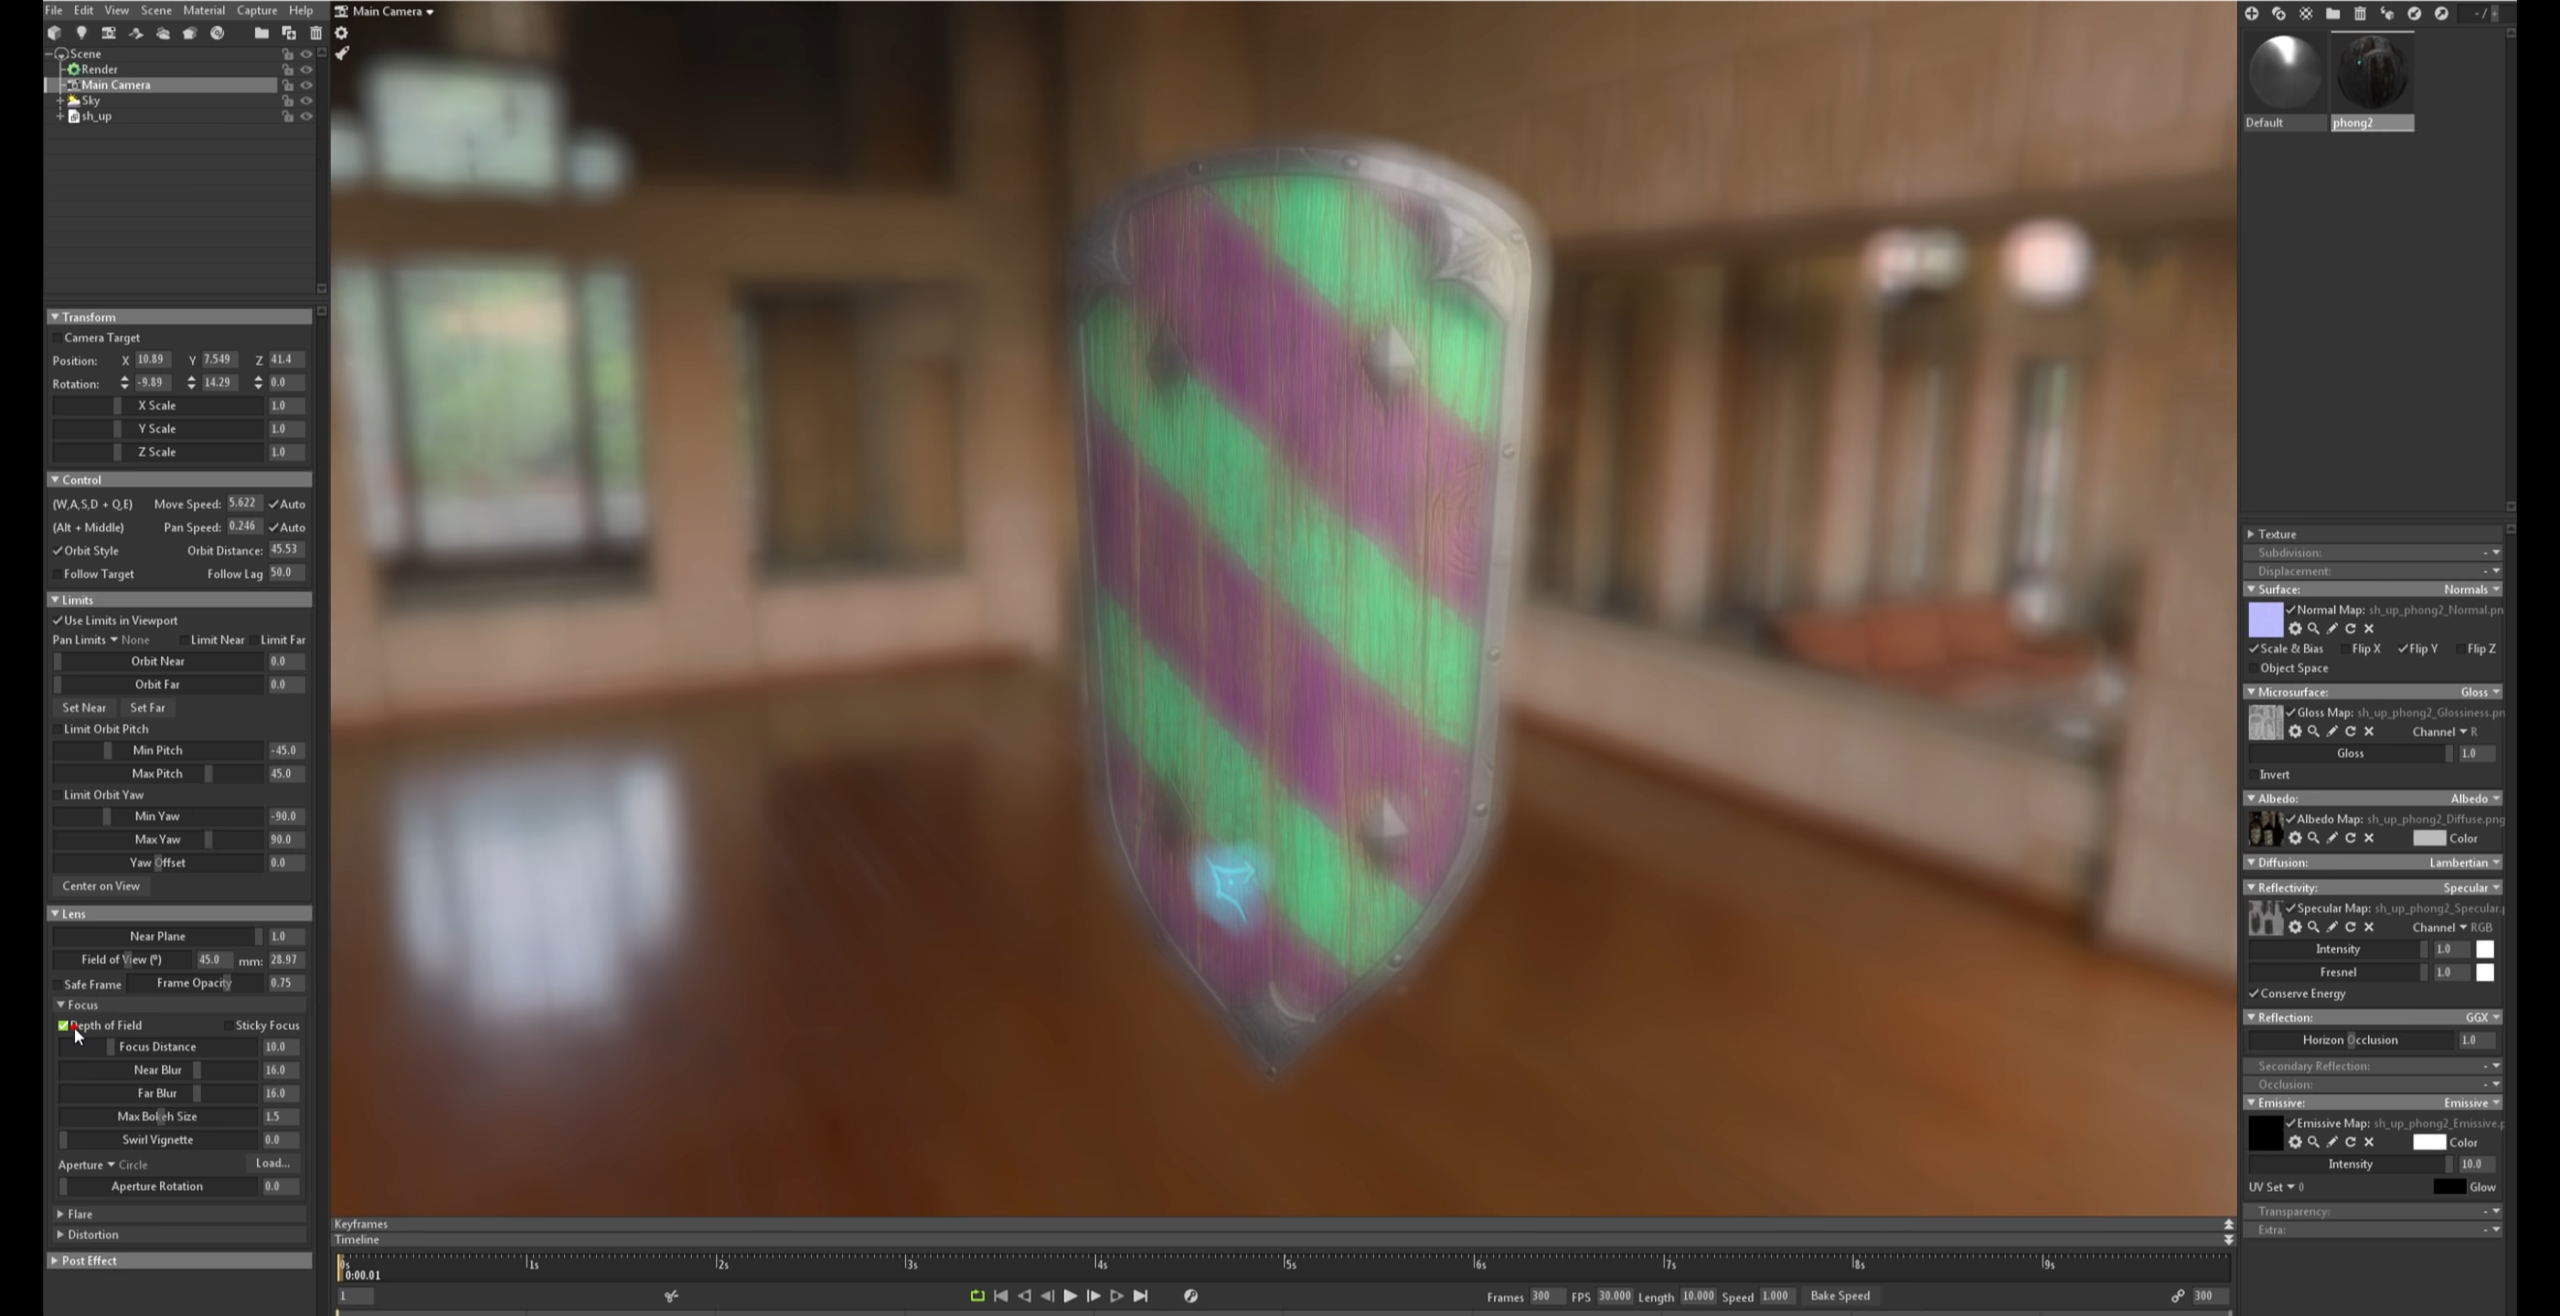 File Edit View Scene Material Capture Help
Main Camera
- /
Scene
Render
Main Camera
Sky
sh_up
Default
phong2
Transform
Camera Target
Position: X 10.89 Y 7.549 Z 41.4
Rotation: -9.89 14.29 0.0
X Scale 1.0
Y Scale 1.0
Z Scale 1.0
Control
(W,A,S,D + Q,E) Move Speed: 5.622 Auto
(Alt + Middle) Pan Speed: 0.246 Auto
Orbit Style Orbit Distance: 45.53
Follow Target Follow Lag 50.0
Limits
Use Limits in Viewport
Pan Limits None Limit Near Limit Far
Orbit Near 0.0
Orbit Far 0.0
Set Near Set Far
Limit Orbit Pitch
Min Pitch -45.0
Max Pitch 45.0
Limit Orbit Yaw
Min Yaw -90.0
Max Yaw 90.0
Yaw Offset 0.0
Center on View
Lens
Near Plane 1.0
Field of View (°) 45.0 mm: 28.97
Safe Frame Frame Opacity 0.75
Focus
Depth of Field Sticky Focus
Focus Distance 10.0
Near Blur 16.0
Far Blur 16.0
Max Bokeh Size 1.5
Swirl Vignette 0.0
Aperture Circle Load...
Aperture Rotation 0.0
Flare
Distortion
Post Effect
Texture
Subdivision: -
Displacement: -
Surface: Normals
Normal Map: sh_up_phong2_Normal.pn
Scale & Bias Flip X Flip Y Flip Z
Object Space
Microsurface: Gloss
Gloss Map: sh_up_phong2_Glossiness.pn
Channel R
Gloss 1.0
Invert
Albedo: Albedo
Albedo Map: sh_up_phong2_Diffuse.png
Color
Diffusion: Lambertian
Reflectivity: Specular
Specular Map: sh_up_phong2_Specular.p
Channel RGB
Intensity 1.0
Fresnel 1.0
Conserve Energy
Reflection: GGX
Horizon Occlusion 1.0
Secondary Reflection: -
Occlusion: -
Emissive: Emissive
Emissive Map: sh_up_phong2_Emissive.p
Color
Intensity 10.0
UV Set 0 Glow
Transparency: -
Extra: -
Keyframes
Timeline
0s 1s 2s 3s 4s 5s 6s 7s 8s 9s
0:00.01
1 Frames 300 FPS 30.000 Length 10.000 Speed 1.000 Bake Speed 300